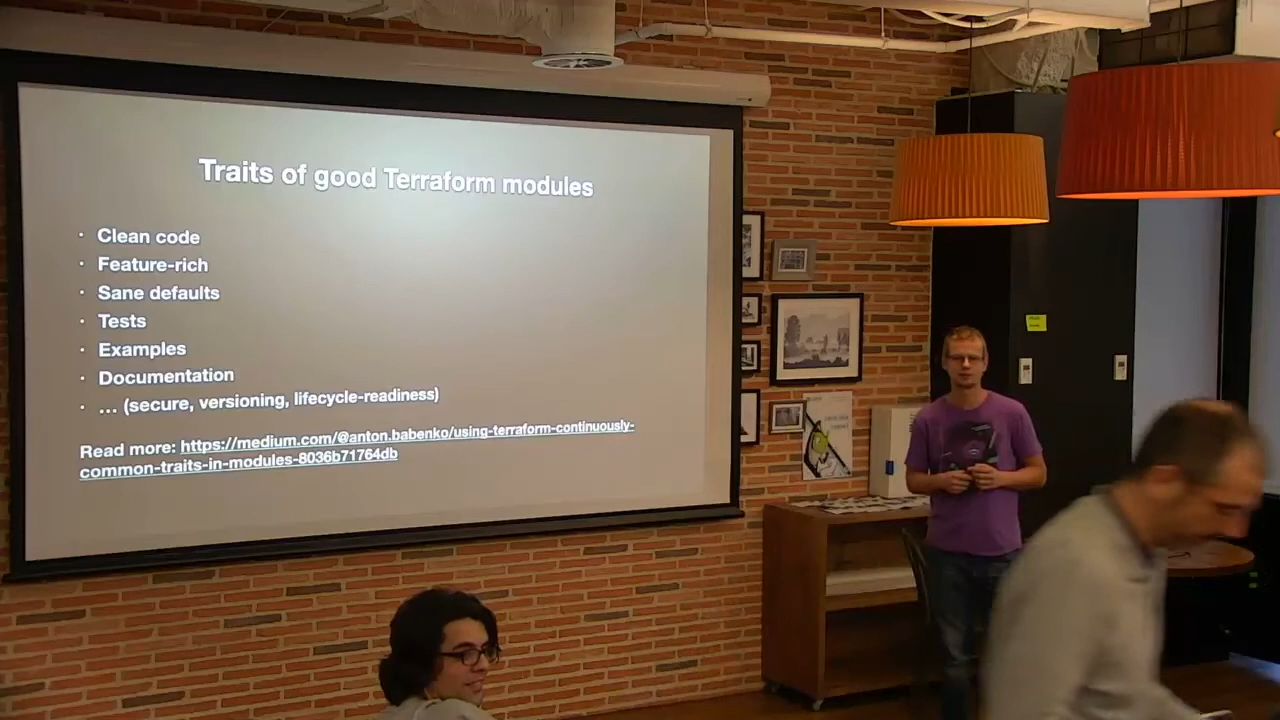 Traits of good Terraform modules
· Clean code
· Feature-rich
· Sane defaults
· Tests
· Examples
· Documentation
· … (secure, versioning, lifecycle-readiness)
Read more: https://medium.com/@anton.babenko/using-terraform-continuously-
common-traits-in-modules-8036b71764db